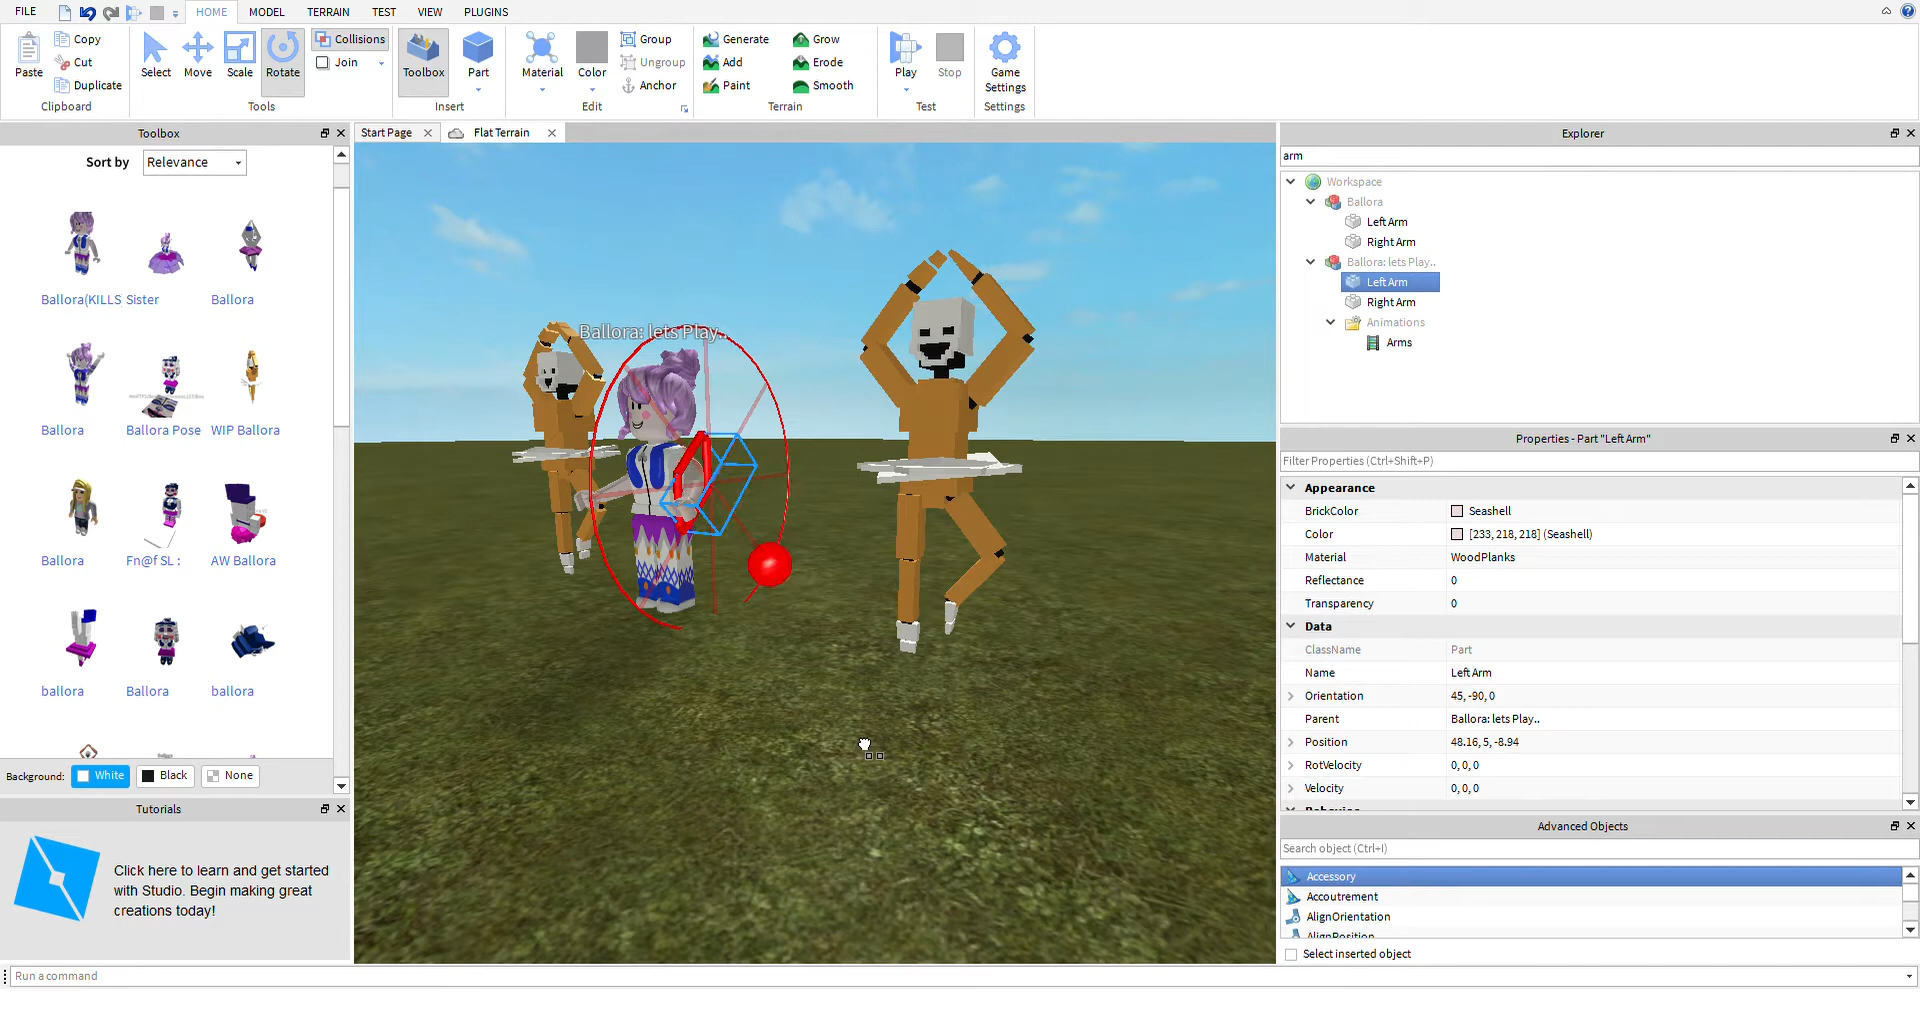 FILE
HOME
MODEL
TERRAIN
TEST
VIEW
PLUGINS
Paste
Copy
Cut
Duplicate
Clipboard
Select
Move
Scale
Rotate
Collisions
Join
Tools
Toolbox
Part
Insert
Material
Color
Group
Ungroup
Anchor
Edit
Generate
Add
Paint
Grow
Erode
Smooth
Terrain
Play
Stop
Test
Game
Settings
Settings
Toolbox
Sort by
Relevance
Ballora(KILLS
Sister
Ballora
Ballora
Ballora Pose
WIP Ballora
Ballora
Fn@f SL :
AW Ballora
ballora
Ballora
ballora
Background:
White
Black
None
Tutorials
Click here to learn and get started
with Studio. Begin making great
creations today!
Start Page
Flat Terrain
Ballora: lets Play..
Explorer
arm
Workspace
Ballora
Left Arm
Right Arm
Ballora: lets Play..
Left Arm
Right Arm
Animations
Arms
Properties - Part "Left Arm"
Filter Properties (Ctrl+Shift+P)
Appearance
BrickColor Seashell
Color [233, 218, 218] (Seashell)
Material WoodPlanks
Reflectance 0
Transparency 0
Data
ClassName Part
Name Left Arm
Orientation 45, -90, 0
Parent Ballora: lets Play..
Position 48.16, 5, -8.94
RotVelocity 0, 0, 0
Velocity 0, 0, 0
Behavior
Advanced Objects
Search object (Ctrl+I)
Accessory
Accoutrement
AlignOrientation
AlignPosition
Select inserted object
Run a command